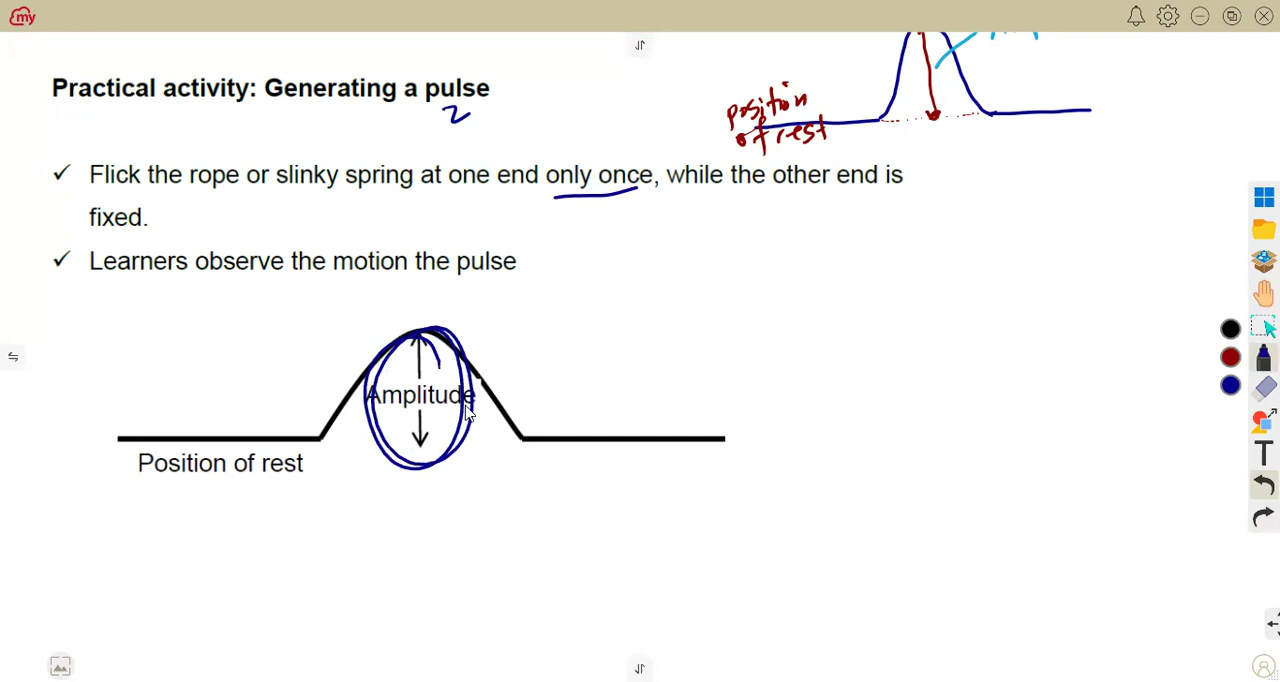 my
Practical activity: Generating a pulse
2
position
of rest
✓ Flick the rope or slinky spring at one end only once, while the other end is
fixed.
✓ Learners observe the motion the pulse
Amplitude
Position of rest
T